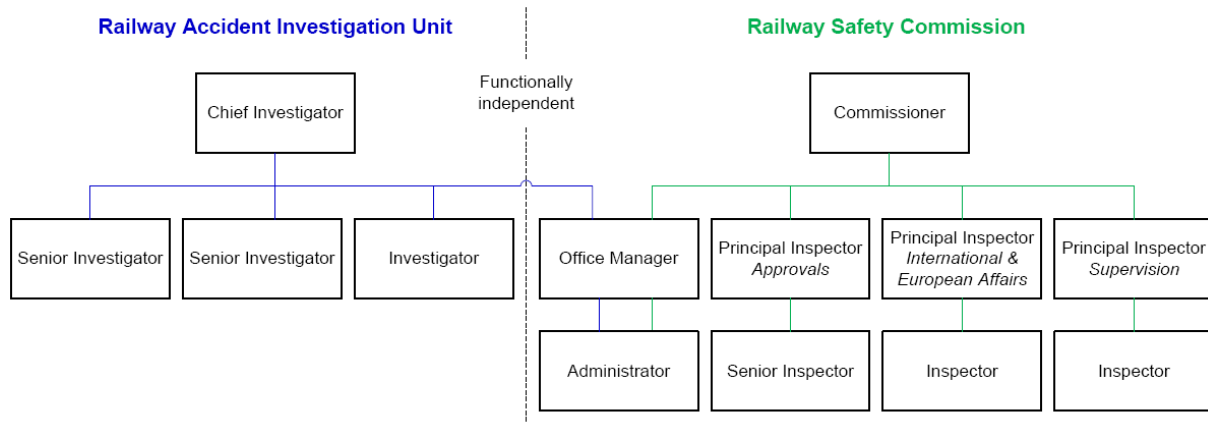 Railway Accident Investigation Unit
Railway Safety Commission
Functionally
independent
Chief Investigator
Commissioner
Senior Investigator
Senior Investigator
Investigator
Office Manager
Principal Inspector
Approvals
Principal Inspector
International &
European Affairs
Principal Inspector
Supervision
Administrator
Senior Inspector
Inspector
Inspector